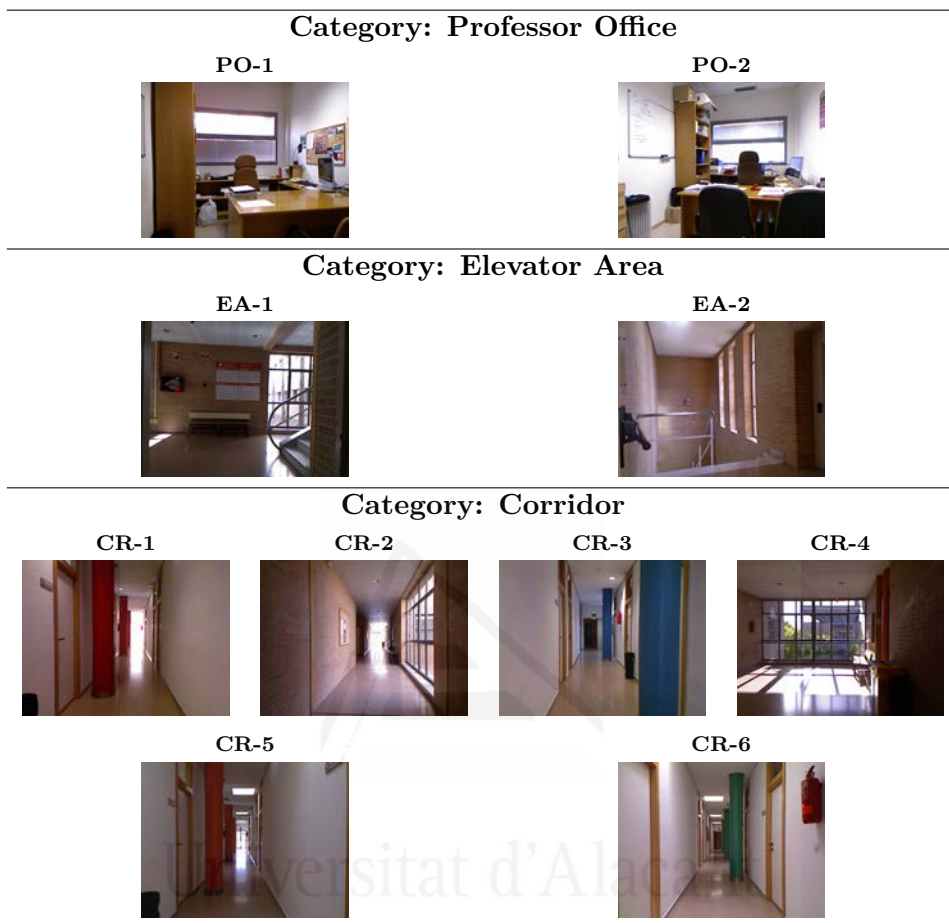 Category: Professor Office
PO-1 PO-2
Category: Elevator Area
EA-1 EA-2
Category: Corridor
CR-1 CR-2 CR-3 CR-4
CR-5 CR-6
Universitat d'Alacant